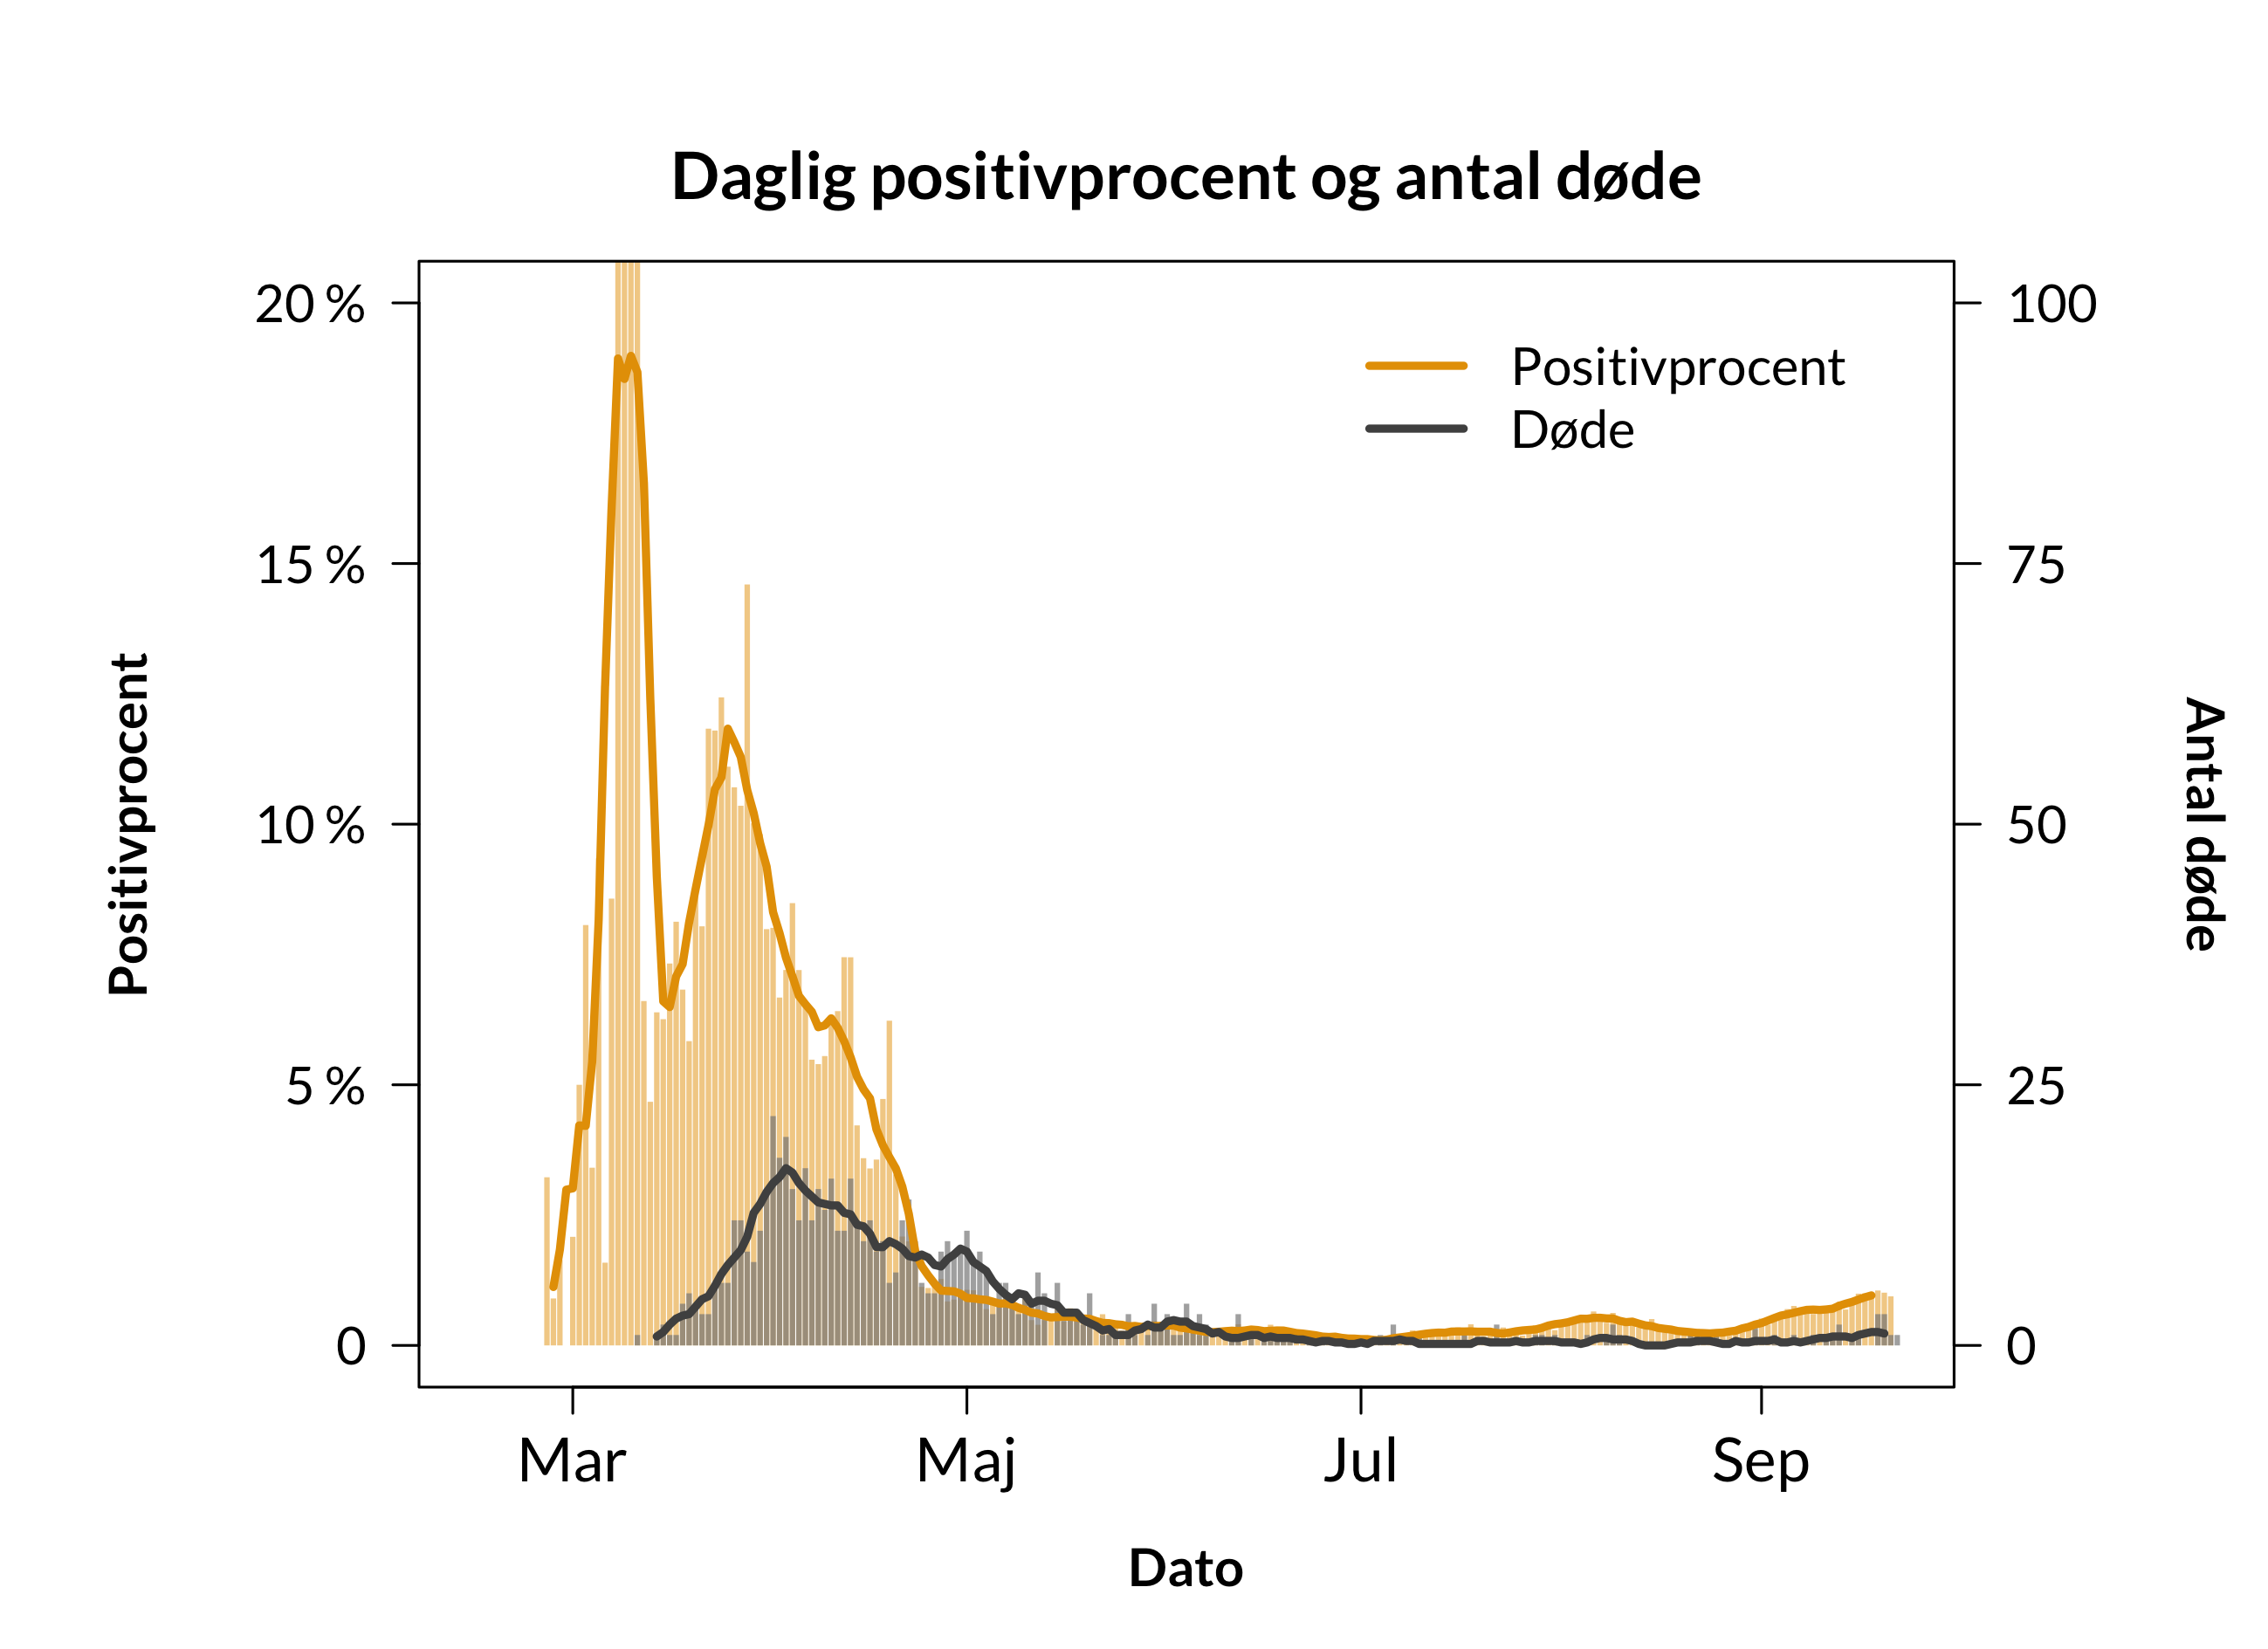 Daglig positivprocent og antal døde
20 %
15 %
10 %
5 %
0
Positivprocent
100
75
50
25
0
Antal døde
Positivprocent
Døde
Mar
Maj
Jul
Sep
Dato